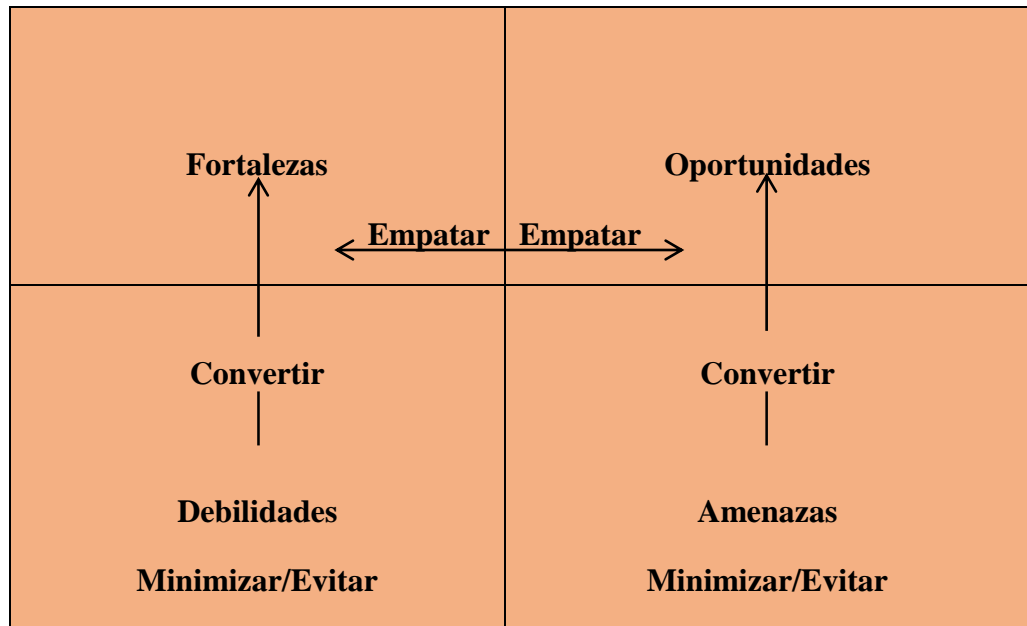 Fortalezas
Oportunidades
Empatar
Empatar
Convertir
Convertir
Debilidades
Amenazas
Minimizar/Evitar
Minimizar/Evitar